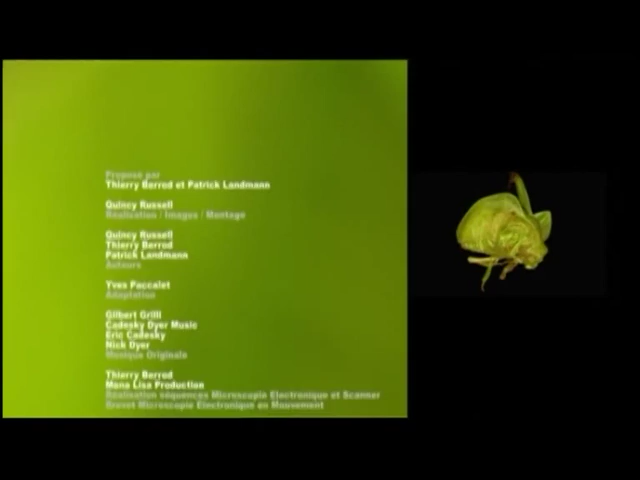 Proposé par
Thierry Berrod et Patrick Landmann
Quincy Russell
Réalisation / Images / Montage
Quincy Russell
Thierry Berrod
Patrick Landmann
Auteurs
Yves Paccalet
Adaptation
Gilbert Grilli
Cadesky Dyer Music
Eric Cadesky
Nick Dyer
Musique Originale
Thierry Berrod
Mona Lisa Production
Réalisation séquences Microscopie Electronique et Scanner
Brevet Microscopie Electronique en Mouvement